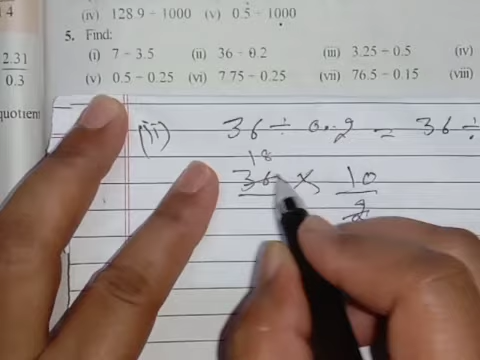 14
(iv) 128.9 ÷ 1000 (v) 0.5 ÷ 1000
5. Find:
2.31
(i) 7 ÷ 3.5 (ii) 36 ÷ 0.2 (iii) 3.25 ÷ 0.5 (iv)
0.3
(v) 0.5 ÷ 0.25 (vi) 7.75 ÷ 0.25 (vii) 76.5 ÷ 0.15 (viii)
quotient
(ii) 36 ÷ 0.2 = 36 ÷
18
36 × 10
2